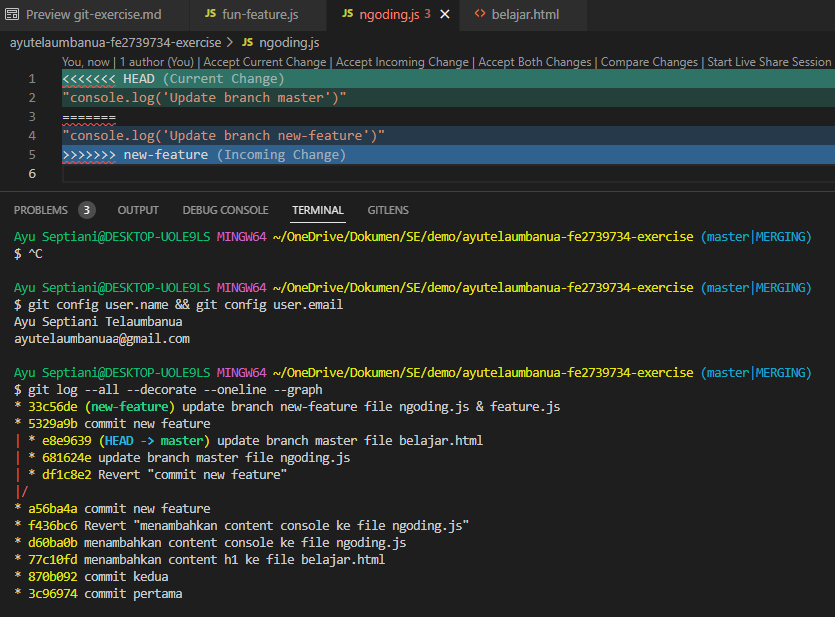 Preview git-exercise.md JS fun-feature.js JS ngoding.js 3 belajar.html
ayutelaumbanua-fe2739734-exercise > JS ngoding.js
You, now | 1 author (You) | Accept Current Change | Accept Incoming Change | Accept Both Changes | Compare Changes | Start Live Share Session
1 <<<<<<< HEAD (Current Change)
2 "console.log('Update branch master')"
3 =======
4 "console.log('Update branch new-feature')"
5 >>>>>>> new-feature (Incoming Change)
6
PROBLEMS 3 OUTPUT DEBUG CONSOLE TERMINAL GITLENS
Ayu Septiani@DESKTOP-UOLE9LS MINGW64 ~/OneDrive/Dokumen/SE/demo/ayutelaumbanua-fe2739734-exercise (master|MERGING)
$ ^C
Ayu Septiani@DESKTOP-UOLE9LS MINGW64 ~/OneDrive/Dokumen/SE/demo/ayutelaumbanua-fe2739734-exercise (master|MERGING)
$ git config user.name && git config user.email
Ayu Septiani Telaumbanua
ayutelaumbanuaa@gmail.com
Ayu Septiani@DESKTOP-UOLE9LS MINGW64 ~/OneDrive/Dokumen/SE/demo/ayutelaumbanua-fe2739734-exercise (master|MERGING)
$ git log --all --decorate --oneline --graph
* 33c56de (new-feature) update branch new-feature file ngoding.js & feature.js
* 5329a9b commit new feature
| * e8e9639 (HEAD -> master) update branch master file belajar.html
| * 681624e update branch master file ngoding.js
| * df1c8e2 Revert "commit new feature"
|/
* a56ba4a commit new feature
* f436bc6 Revert "menambahkan content console ke file ngoding.js"
* d60ba0b menambahkan content console ke file ngoding.js
* 77c10fd menambahkan content h1 ke file belajar.html
* 870b092 commit kedua
* 3c96974 commit pertama